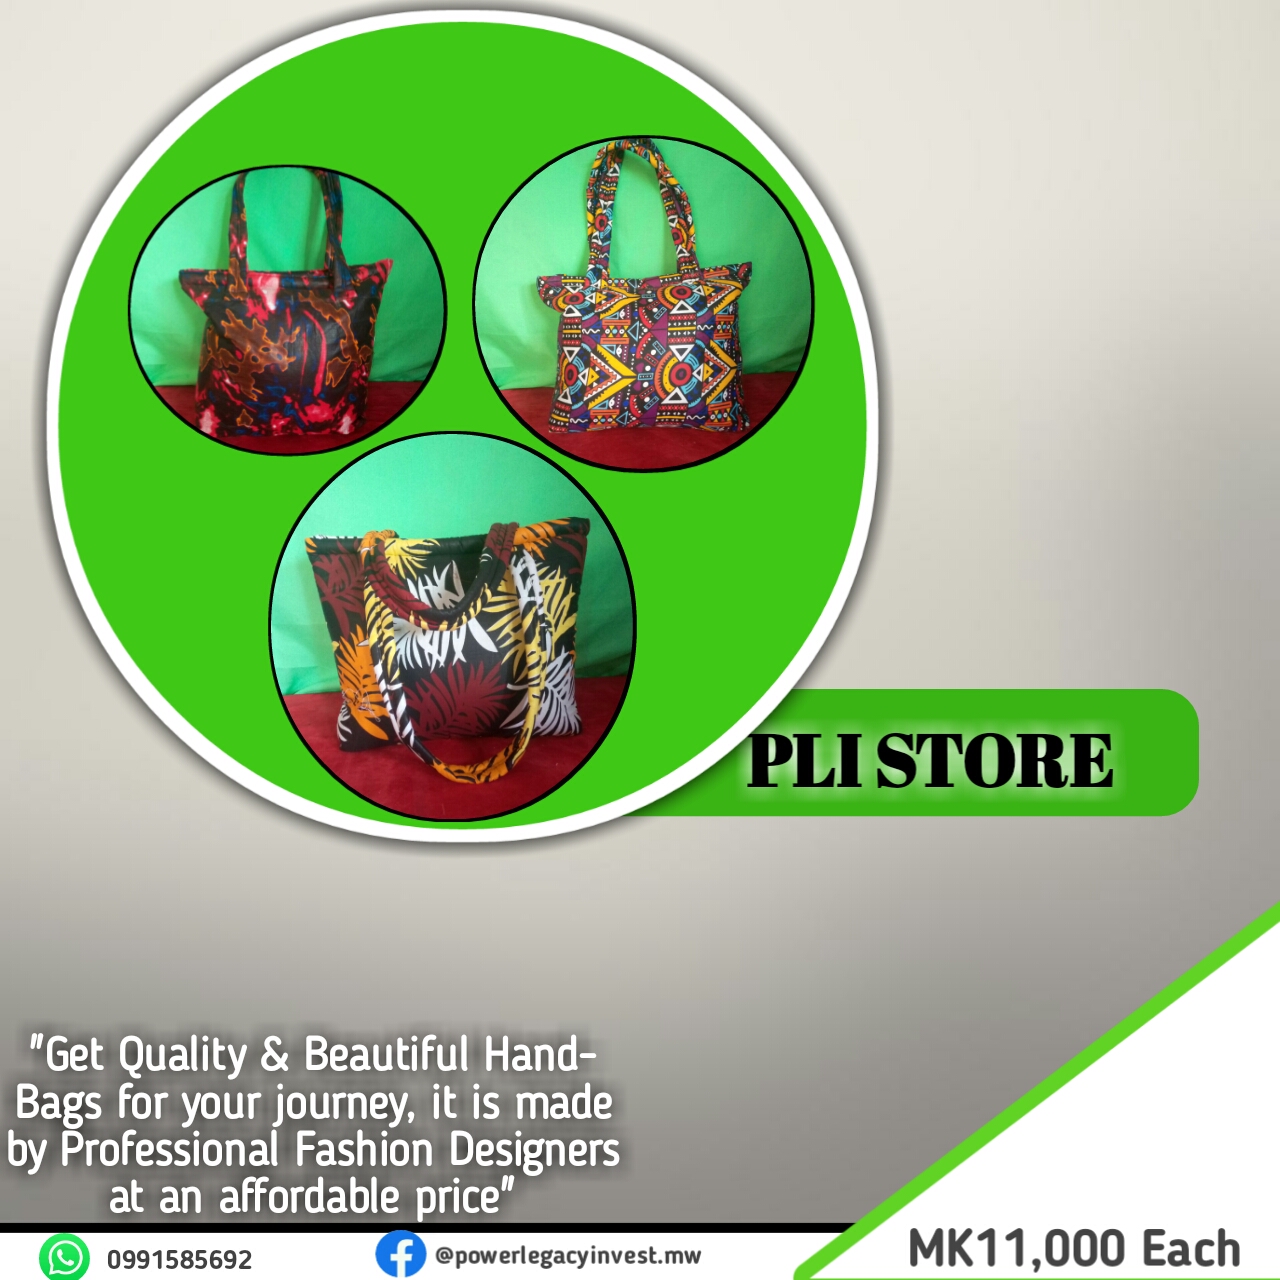 PLI STORE
"Get Quality & Beautiful Hand-
Bags for your journey, it is made
by Professional Fashion Designers
at an affordable price"
0991585692
@powerlegacyinvest.mw
MK11,000 Each